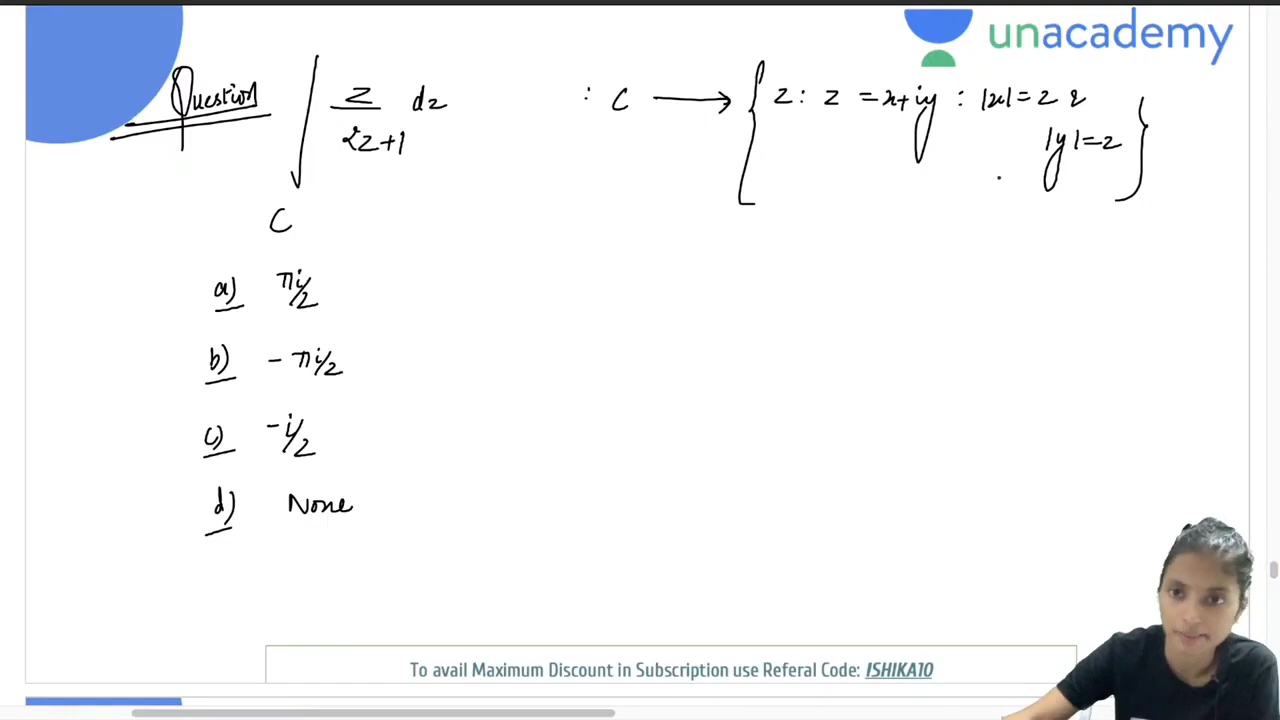 unacademy
Question ∫ z/(2z+1) dz : C → { z : z = x+iy : |x|=2 &
|y|=2 }
C
a) πi/2
b) - πi/2
c) -i/2
d) None
To avail Maximum Discount in Subscription use Referal Code: ISHIKA10